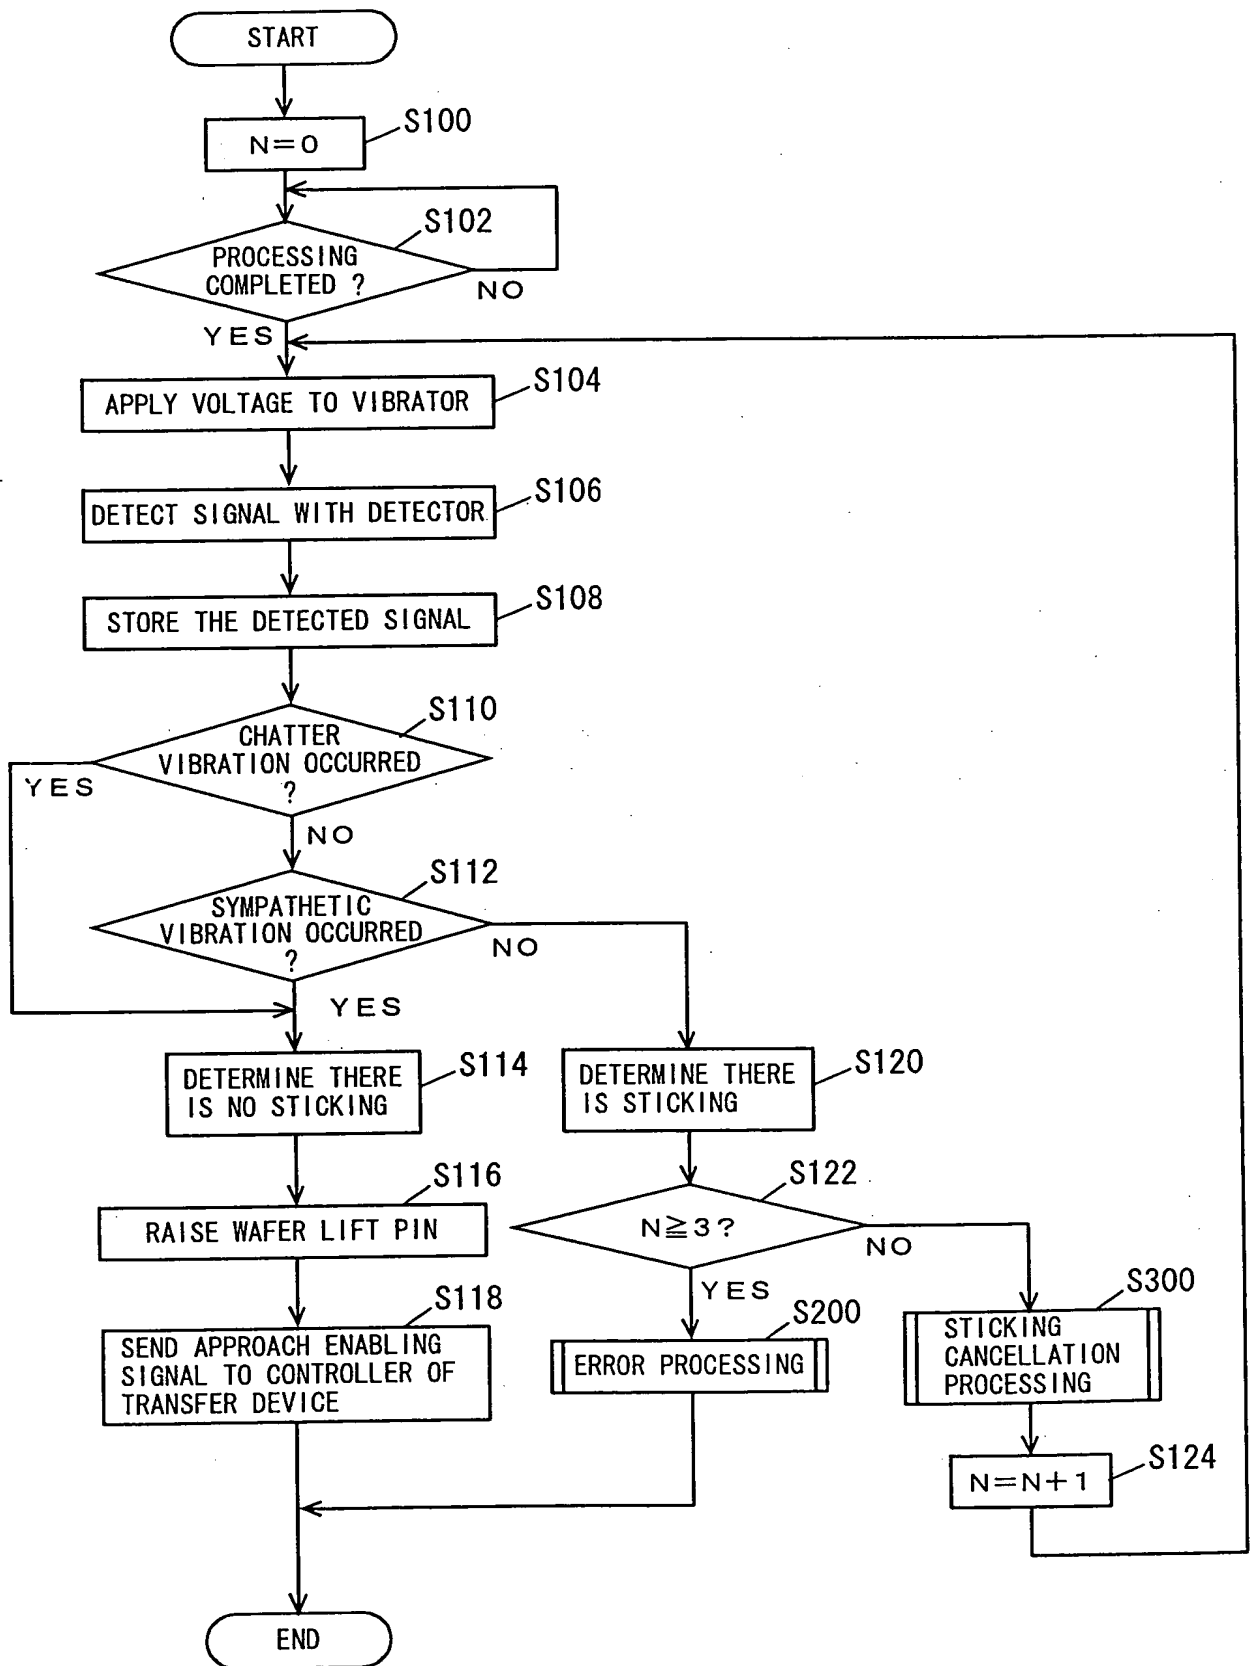 START
S100
N=0
S102
PROCESSING
COMPLETED ?
NO
YES
S104
APPLY VOLTAGE TO VIBRATOR
S106
DETECT SIGNAL WITH DETECTOR
S108
STORE THE DETECTED SIGNAL
S110
CHATTER
VIBRATION OCCURRED
?
YES
NO
S112
SYMPATHETIC
VIBRATION OCCURRED
?
NO
YES
S114
DETERMINE THERE
IS NO STICKING
S120
DETERMINE THERE
IS STICKING
S116
RAISE WAFER LIFT PIN
S122
N≧3?
NO
YES
S118
SEND APPROACH ENABLING
SIGNAL TO CONTROLLER OF
TRANSFER DEVICE
S200
ERROR PROCESSING
S300
STICKING
CANCELLATION
PROCESSING
S124
N=N+1
END